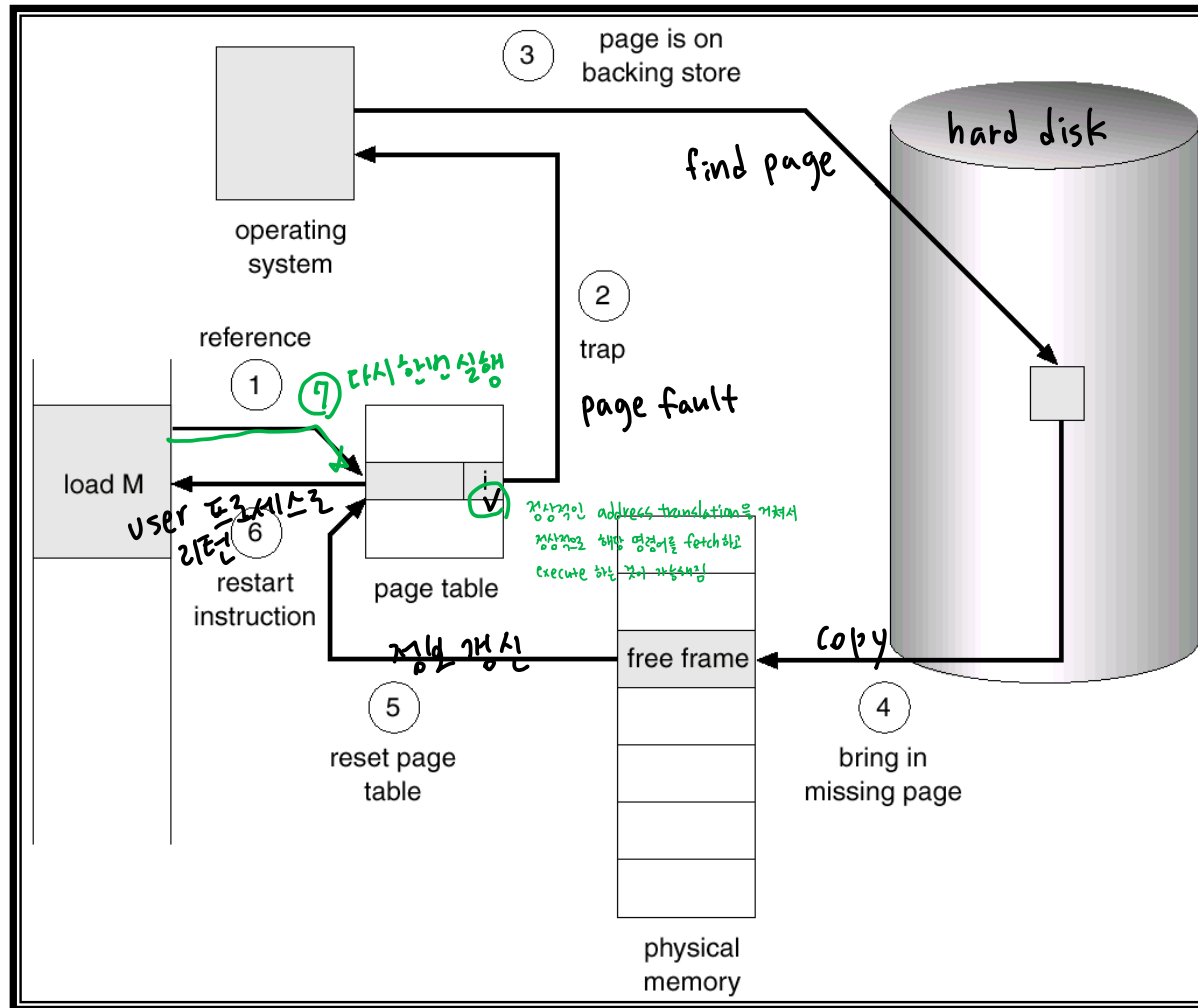 3
page is on
backing store
hard disk
find page
operating
system
2
trap
page fault
reference
1
7 다시 한번 실행
load M
i
v
user 프로세스로
리턴
6
restart
instruction
page table
정상적인 address translation을 거쳐서
정상적으로 해당 명령어를 fetch하고
execute 하는 것이 가능해짐
정보 갱신
free frame
copy
5
reset page
table
4
bring in
missing page
physical
memory